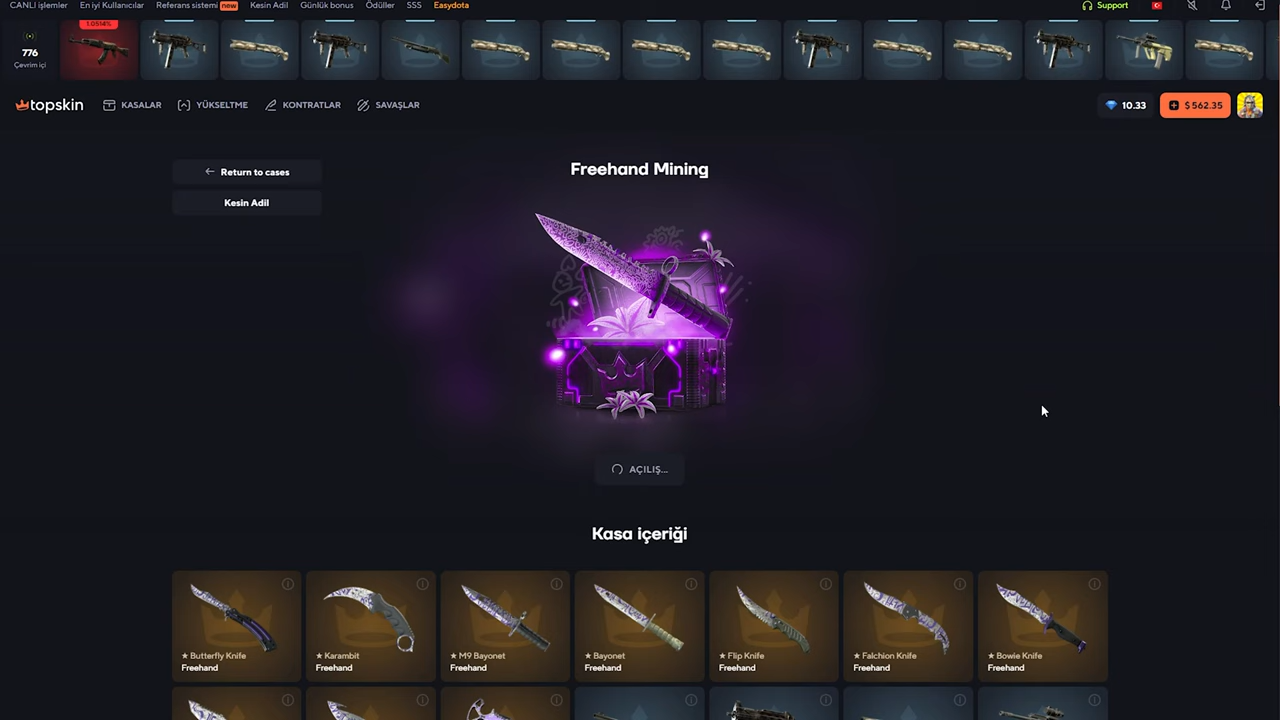 CANLI işlemler En iyi Kullanıcılar Referans sistemi new Kesin Adil Günlük bonus Ödüller SSS Easydota Support
1.0514%
776
Çevrim içi
topskin KASALAR YÜKSELTME KONTRATLAR SAVAŞLAR 10.33 $ 562.35
Return to cases
Freehand Mining
Kesin Adil
AÇILIŞ...
Kasa içeriği
★ Butterfly Knife
Freehand
★ Karambit
Freehand
★ M9 Bayonet
Freehand
★ Bayonet
Freehand
★ Flip Knife
Freehand
★ Falchion Knife
Freehand
★ Bowie Knife
Freehand